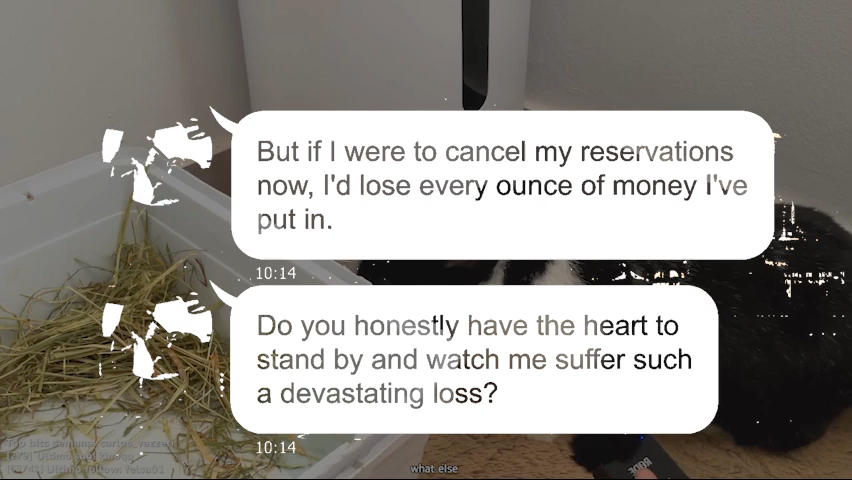 But if I were to cancel my reservations
now, I'd lose every ounce of money I've
put in.
10:14
Do you honestly have the heart to
stand by and watch me suffer such
a devastating loss?
10:14
what else